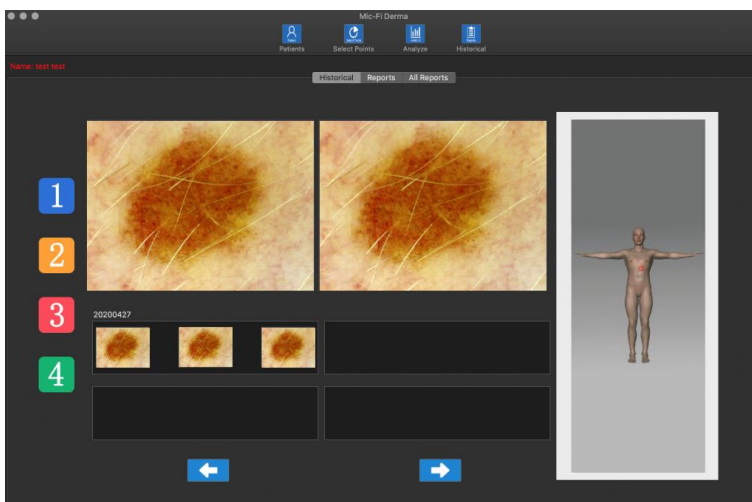 Mic-Fi Derma
Patients Select Points Analyze Historical
Name: test test
Historical Reports All Reports
1
2
3
4
20200427